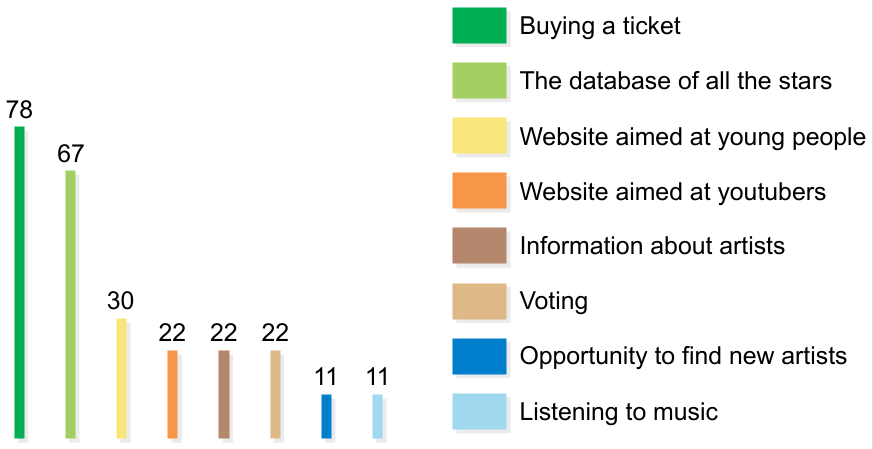 78
67
30
22
22
22
11
11
Buying a ticket
The database of all the stars
Website aimed at young people
Website aimed at youtubers
Information about artists
Voting
Opportunity to find new artists
Listening to music